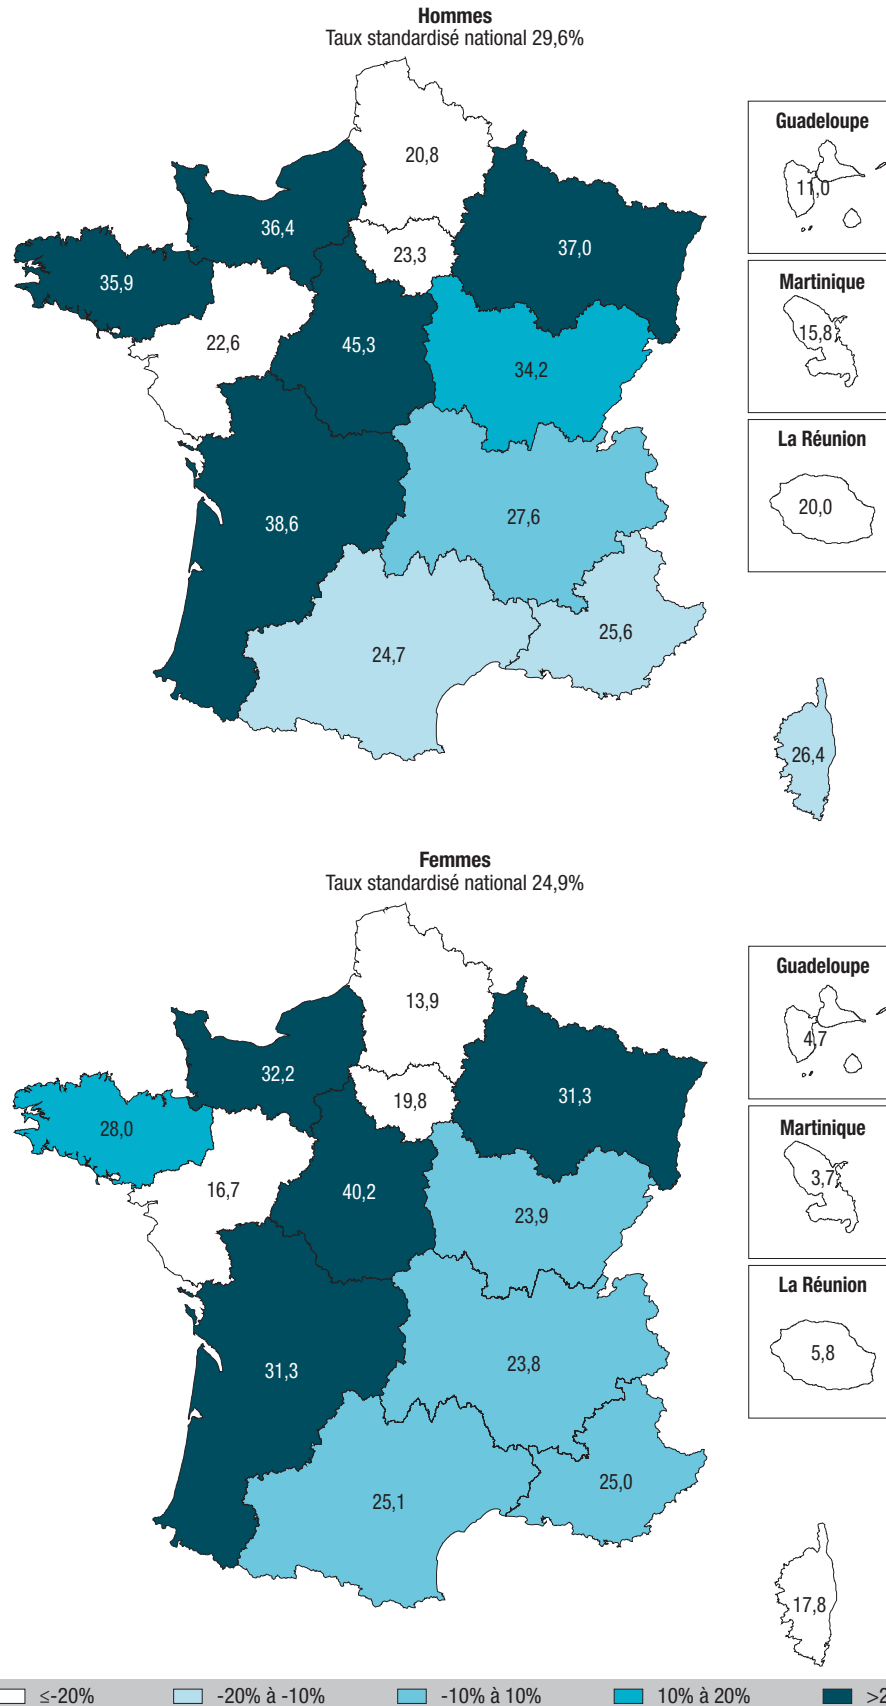 Hommes
Taux standardisé national 29,6%
20,8
Guadeloupe
11,0
36,4
23,3
37,0
35,9
Martinique
15,8
22,6
45,3
34,2
La Réunion
20,0
38,6
27,6
25,6
24,7
26,4
Femmes
Taux standardisé national 24,9%
13,9
Guadeloupe
4,7
32,2
19,8
31,3
28,0
Martinique
3,7
16,7
40,2
23,9
La Réunion
5,8
31,3
23,8
25,0
25,1
17,8
≤-20% -20% à -10% -10% à 10% 10% à 20%